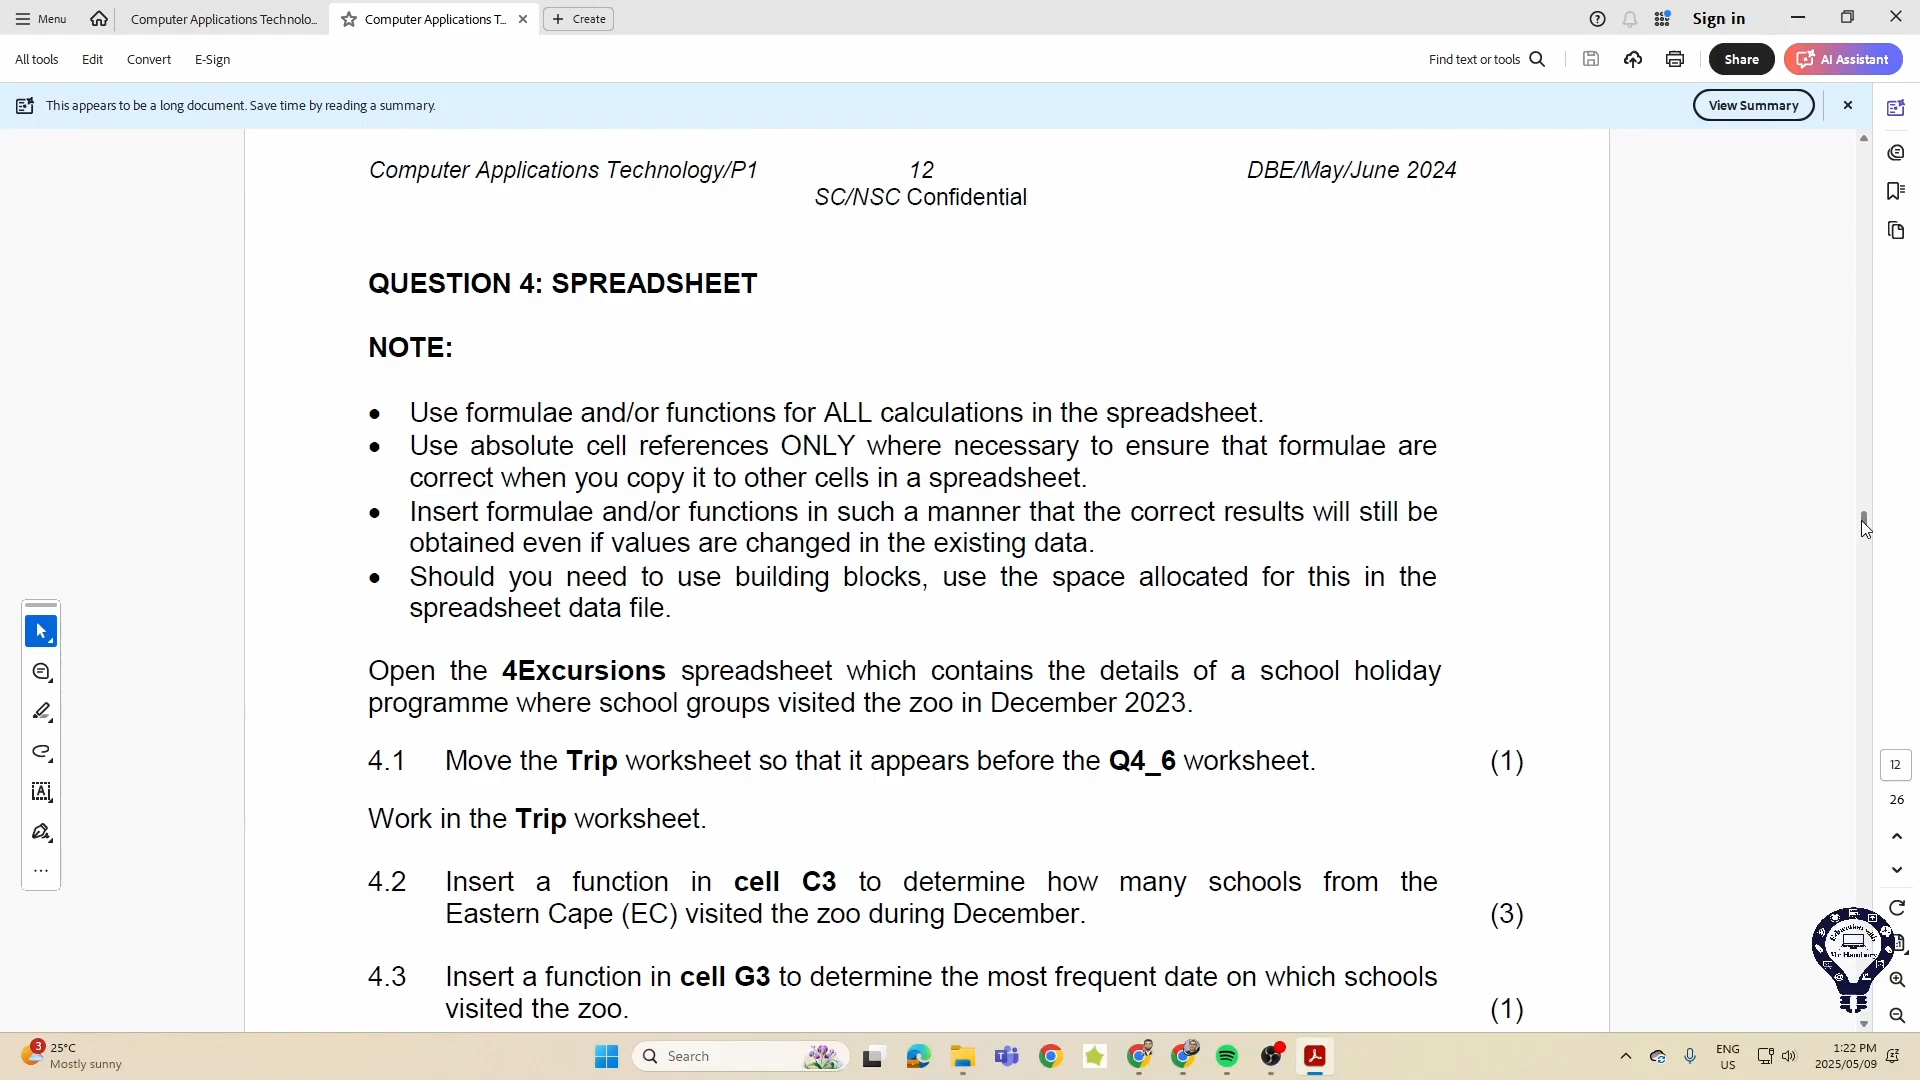 Menu
Computer Applications Technolo...
Computer Applications T...
Create
Sign in
All tools
Edit
Convert
E-Sign
Find text or tools
Share
AI Assistant
This appears to be a long document. Save time by reading a summary.
View Summary
Computer Applications Technology/P1 12 DBE/May/June 2024
SC/NSC Confidential
QUESTION 4: SPREADSHEET
NOTE:
• Use formulae and/or functions for ALL calculations in the spreadsheet.
• Use absolute cell references ONLY where necessary to ensure that formulae are
correct when you copy it to other cells in a spreadsheet.
• Insert formulae and/or functions in such a manner that the correct results will still be
obtained even if values are changed in the existing data.
• Should you need to use building blocks, use the space allocated for this in the
spreadsheet data file.
Open the 4Excursions spreadsheet which contains the details of a school holiday
programme where school groups visited the zoo in December 2023.
4.1 Move the Trip worksheet so that it appears before the Q4_6 worksheet. (1)
Work in the Trip worksheet.
4.2 Insert a function in cell C3 to determine how many schools from the
Eastern Cape (EC) visited the zoo during December. (3)
4.3 Insert a function in cell G3 to determine the most frequent date on which schools
visited the zoo. (1)
12
26
Education with
Mr Hamboury
3
25°C
Mostly sunny
Search
ENG
US
1:22 PM
2025/05/09